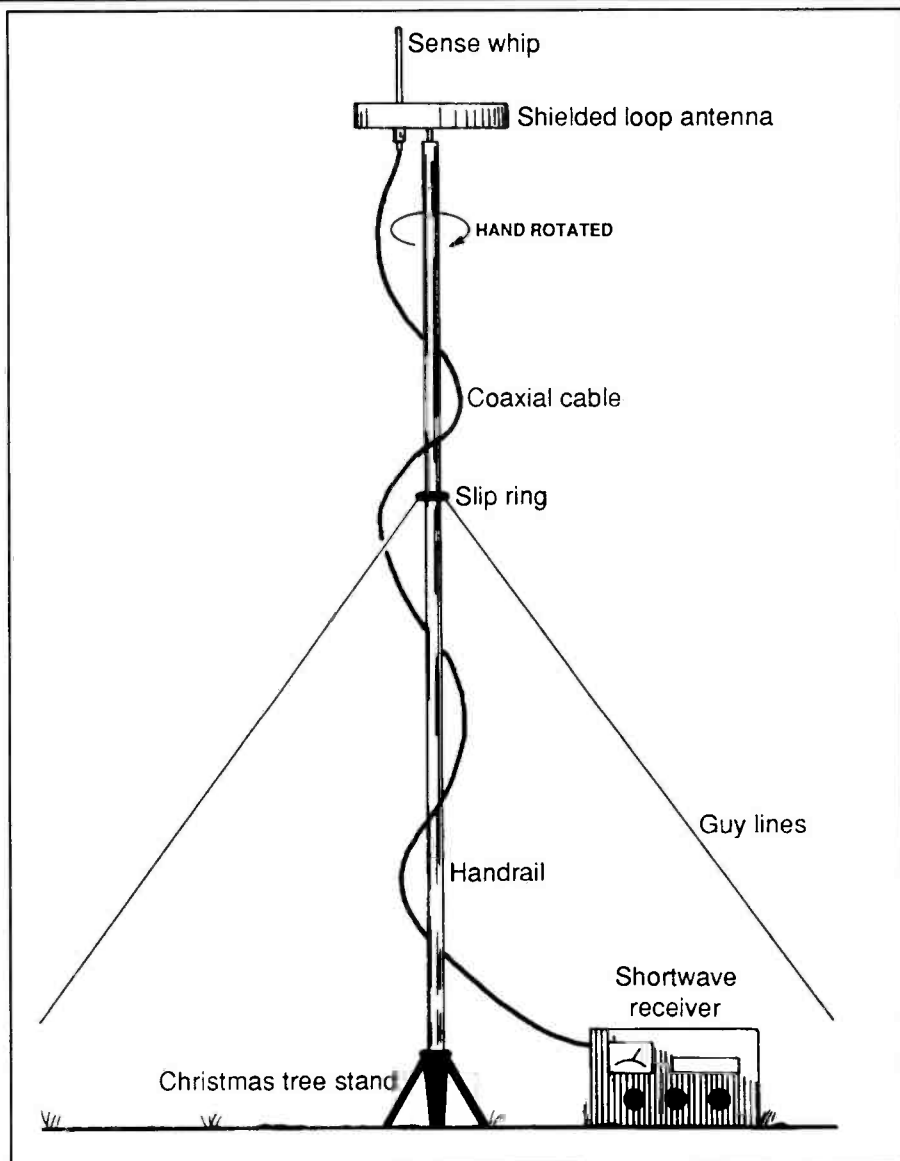 Sense whip
Shielded loop antenna
HAND ROTATED
Coaxial cable
Slip ring
Guy lines
Handrail
Shortwave
receiver
Christmas tree stand